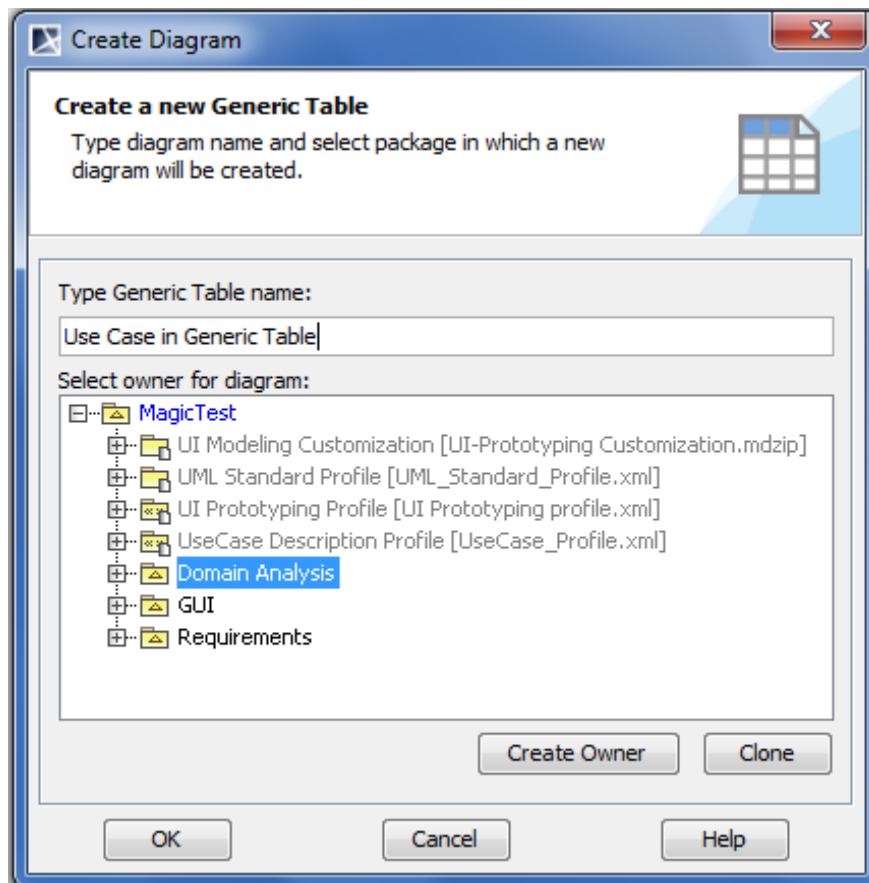 Create Diagram
Create a new Generic Table
Type diagram name and select package in which a new
diagram will be created.
Type Generic Table name:
Use Case in Generic Table
Select owner for diagram:
MagicTest
UI Modeling Customization [UI-Prototyping Customization.mdzip]
UML Standard Profile [UML_Standard_Profile.xml]
UI Prototyping Profile [UI Prototyping profile.xml]
UseCase Description Profile [UseCase_Profile.xml]
Domain Analysis
GUI
Requirements
Create Owner Clone
OK Cancel Help